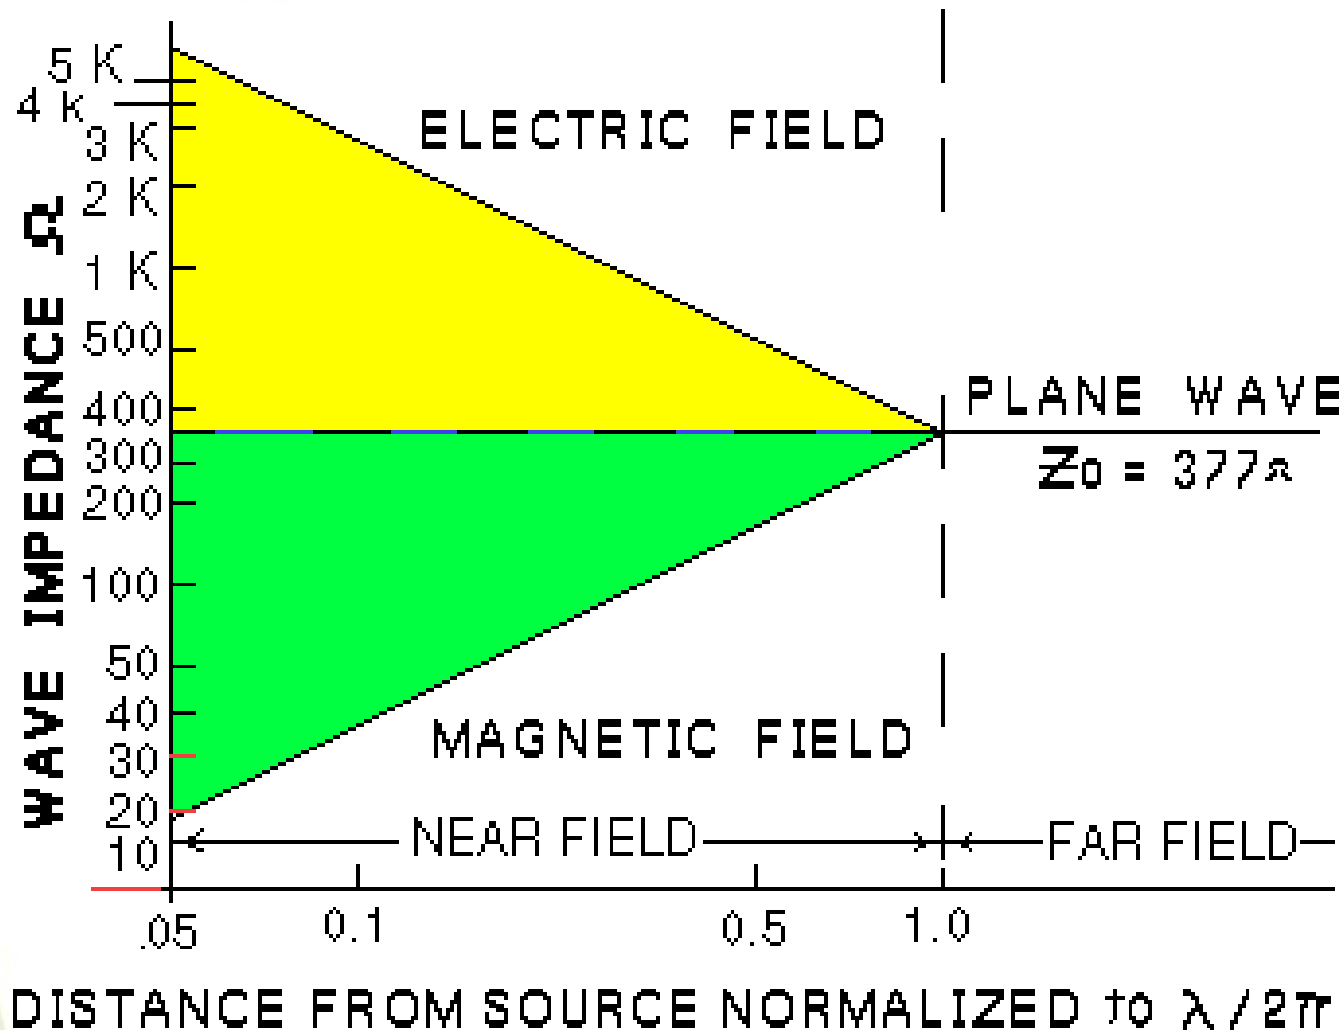 5 K
4 k
3 K
2 K
1 K
500
400
300
200
100
50
40
30
20
10
WAVE IMPEDANCE Ω
ELECTRIC FIELD
PLANE WAVE
Zo = 377Ω
MAGNETIC FIELD
NEAR FIELD
FAR FIELD
.05 0.1 0.5 1.0
DISTANCE FROM SOURCE NORMALIZED to λ/2π